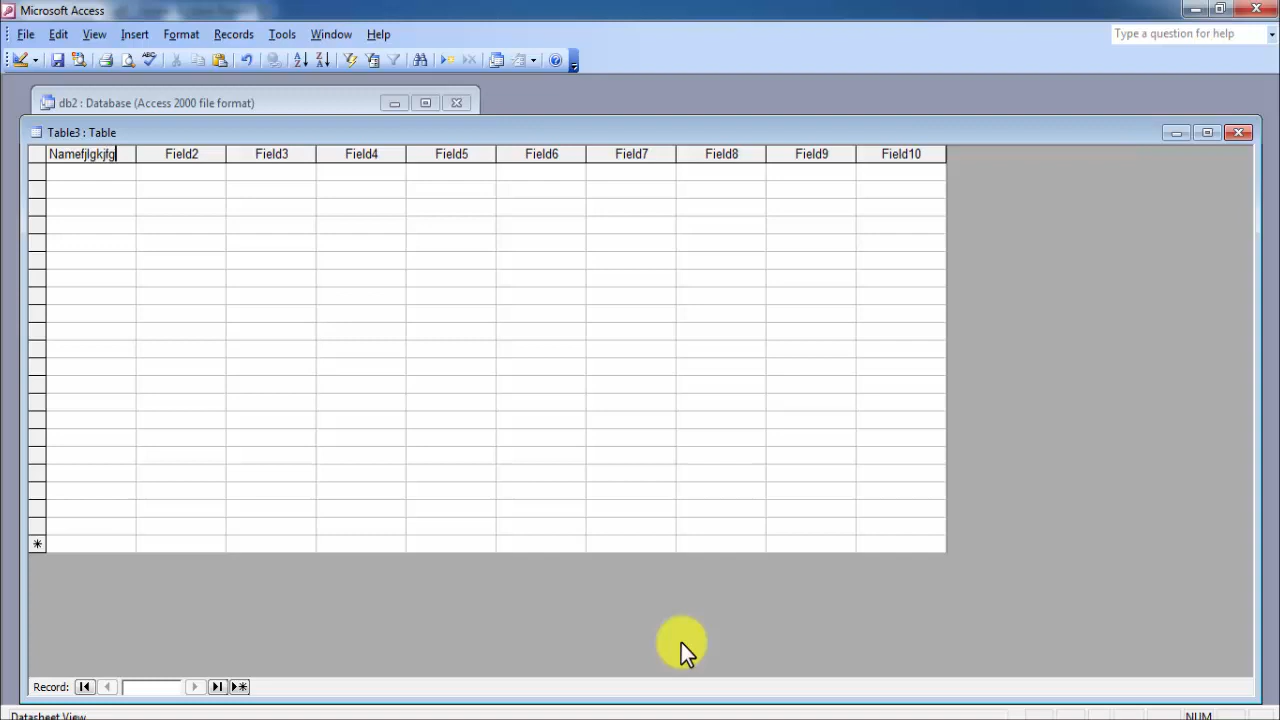 Microsoft Access
File Edit View Insert Format Records Tools Window Help
Type a question for help
db2 : Database (Access 2000 file format)
Table3 : Table
Namefjlgkjfg Field2 Field3 Field4 Field5 Field6 Field7 Field8 Field9 Field10
Record:
Datasheet View NUM